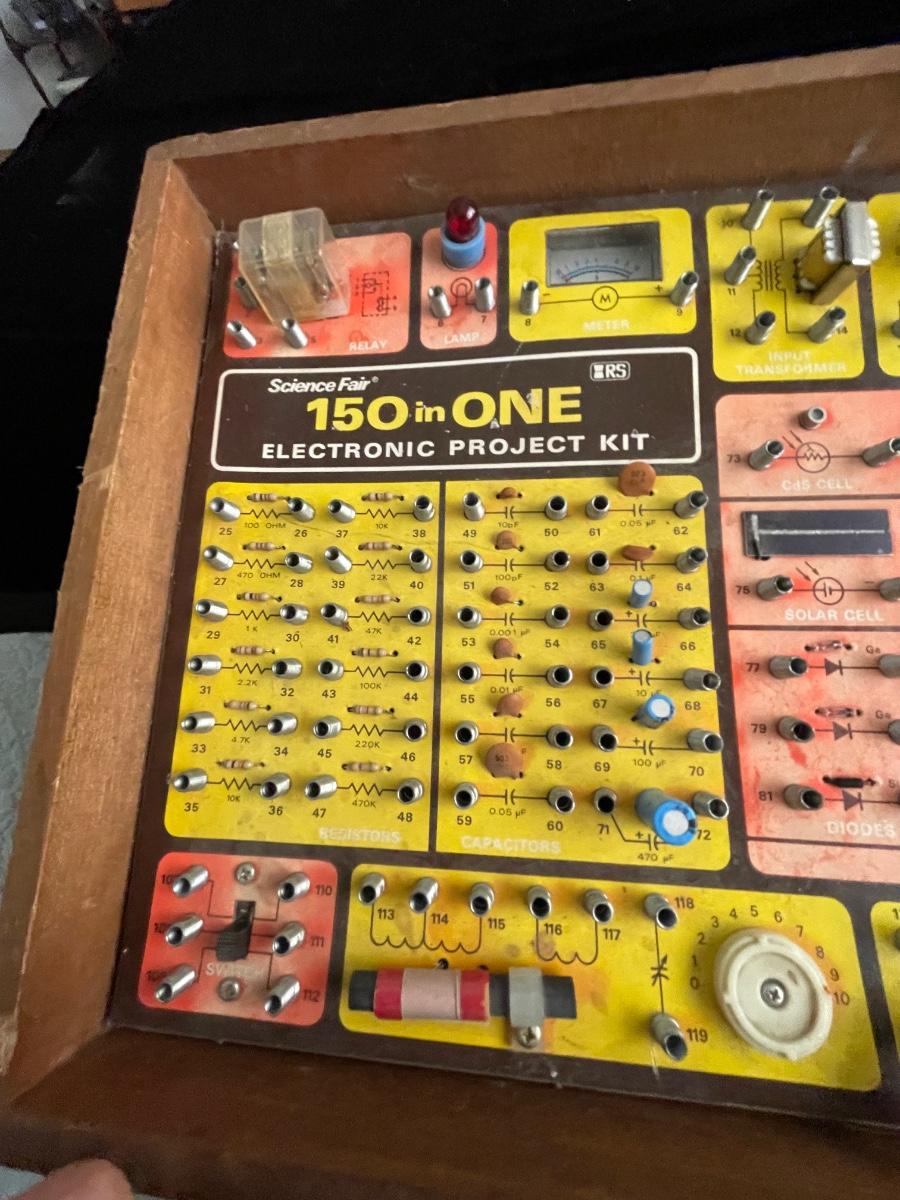 RELAY
6
7
LAMP
-
M
+
8
9
METER
10
11
12
14
INPUT
TRANSFORMER
Science Fair®
RS
150 in ONE
ELECTRONIC PROJECT KIT
25
100 OHM
26
37
10K
38
27
470 OHM
28
39
22K
40
29
1K
30
41
47K
42
31
2.2K
32
43
100K
44
33
4.7K
34
45
220K
46
35
10K
36
47
470K
48
RESISTORS
49
10pF
50
61
0.05 µF
62
51
100pF
52
63
0.1 µF
64
53
0.001 µF
54
65
+
66
55
0.01 µF
56
67
+
10 µ
68
57
58
69
+
100 µF
70
59
0.05 µF
60
71
+
470 µF
72
CAPACITORS
73
CdS CELL
75
SOLAR CELL
77
Ge
79
Ge
81
DIODES
110
111
SWITCH
112
113
114
115
116
117
118
119
0
1
2
3
4
5
6
7
8
9
10